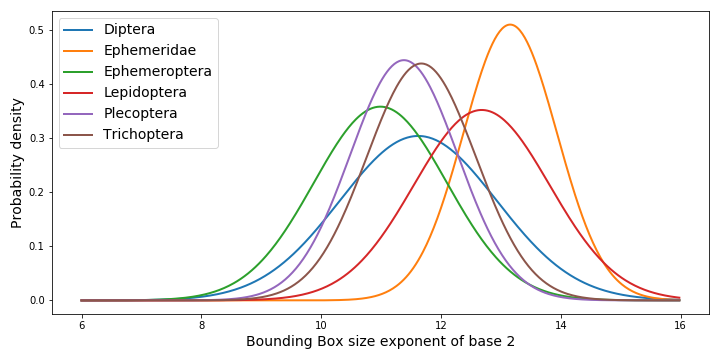 Diptera
Ephemeridae
Ephemeroptera
Lepidoptera
Plecoptera
Trichoptera
Probability density
0.5
0.4
0.3
0.2
0.1
0.0
6 8 10 12 14 16
Bounding Box size exponent of base 2